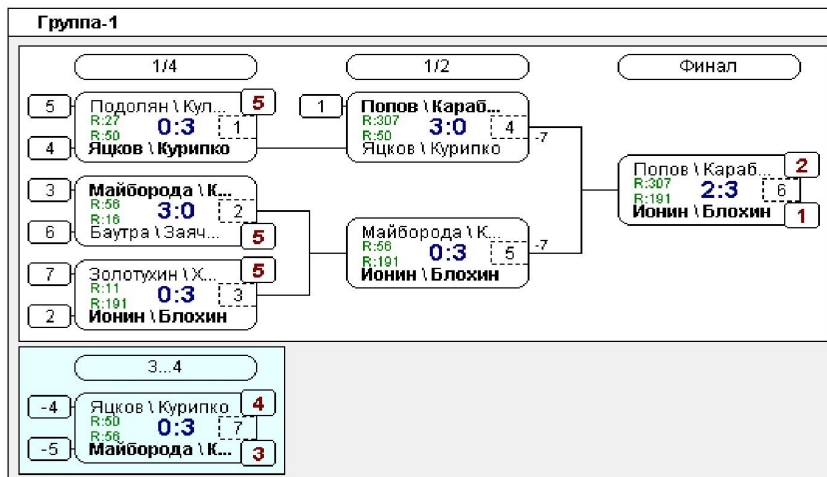 Группа-1
1/4
1/2
Финал
5
Подолян \ Кул...
5
R:27
R:50
0:3
1
4
Яцков \ Курипко
1
Попов \ Караб...
R:307
R:50
3:0
4
-7
Яцков \ Курипко
3
Майборода \ К...
R:56
R:16
3:0
2
6
Баутра \ Заяч...
5
7
Золотухин \ Х...
5
R:11
R:191
0:3
3
2
Ионин \ Блохин
Майборода \ К...
R:56
R:191
0:3
5
-7
Ионин \ Блохин
Попов \ Караб...
2
R:307
R:191
2:3
6
Ионин \ Блохин
1
3...4
-4
Яцков \ Курипко
4
R:50
R:56
0:3
7
-5
Майборода \ К...
3